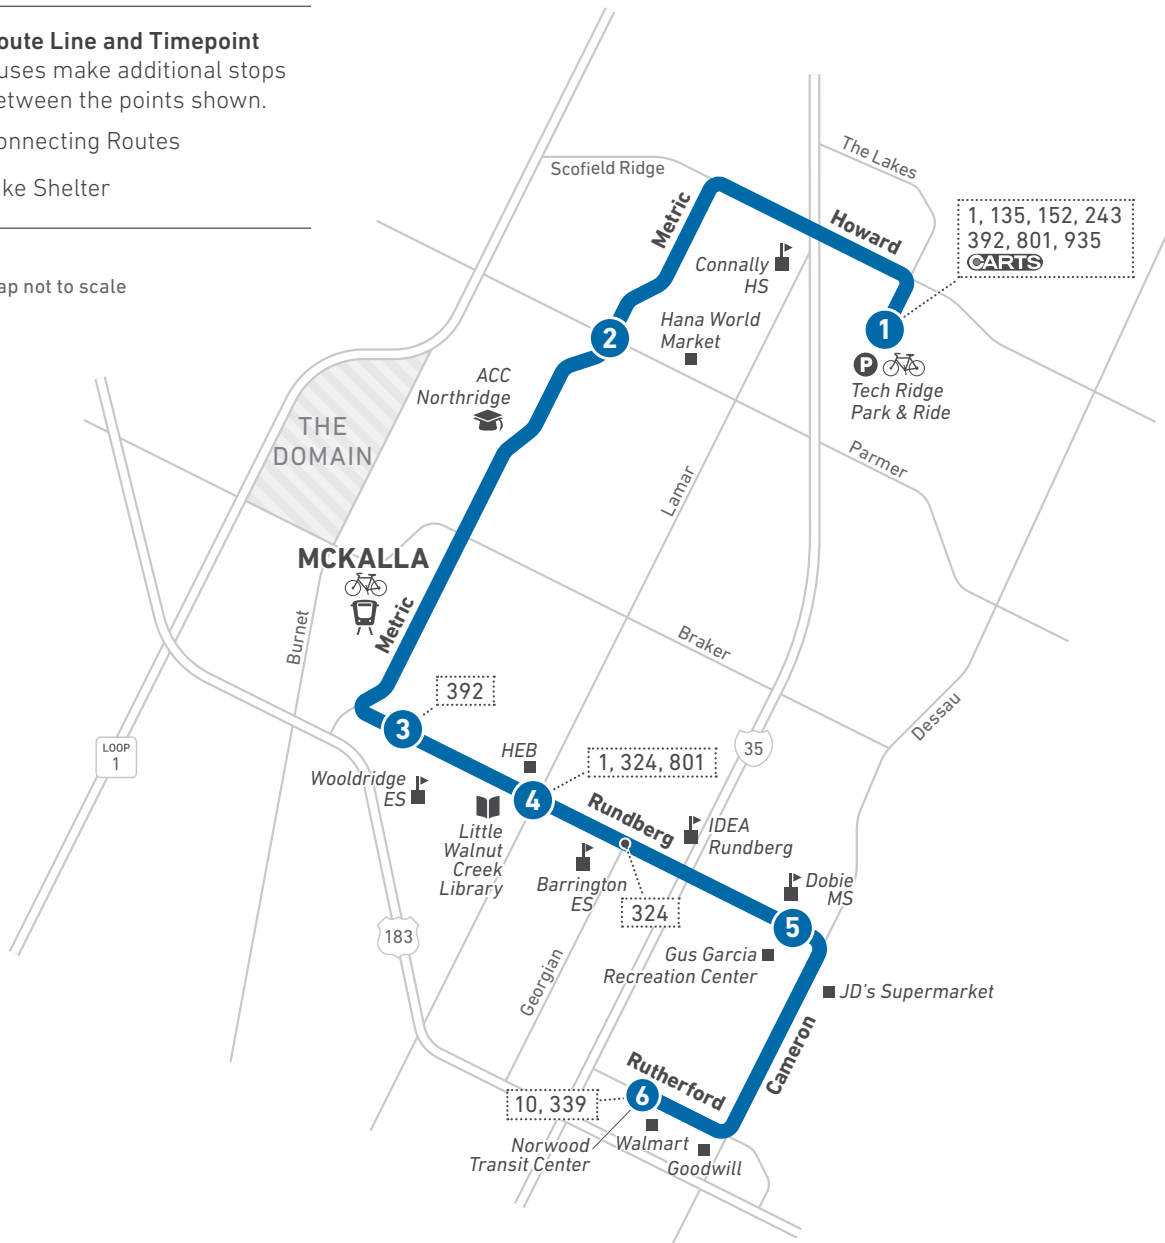 oute Line and Timepoint
uses make additional stops
etween the points shown.
onnecting Routes
ke Shelter
ap not to scale
Scofield Ridge
The Lakes
Metric
Howard
1, 135, 152, 243
392, 801, 935
CARTS
Connally
HS
Hana World
Market
1
2
P
Tech Ridge
Park & Ride
ACC
Northridge
THE
DOMAIN
Parmer
Lamar
MCKALLA
Metric
Burnet
Braker
Dessau
392
3
LOOP
1
35
HEB
1, 324, 801
Wooldridge
ES
4
Rundberg
Little
Walnut
Creek
Library
IDEA
Rundberg
Barrington
ES
324
Dobie
MS
5
183
Gus Garcia
Recreation Center
JD's Supermarket
Georgian
Cameron
Rutherford
10, 339
6
Norwood
Transit Center
Walmart
Goodwill